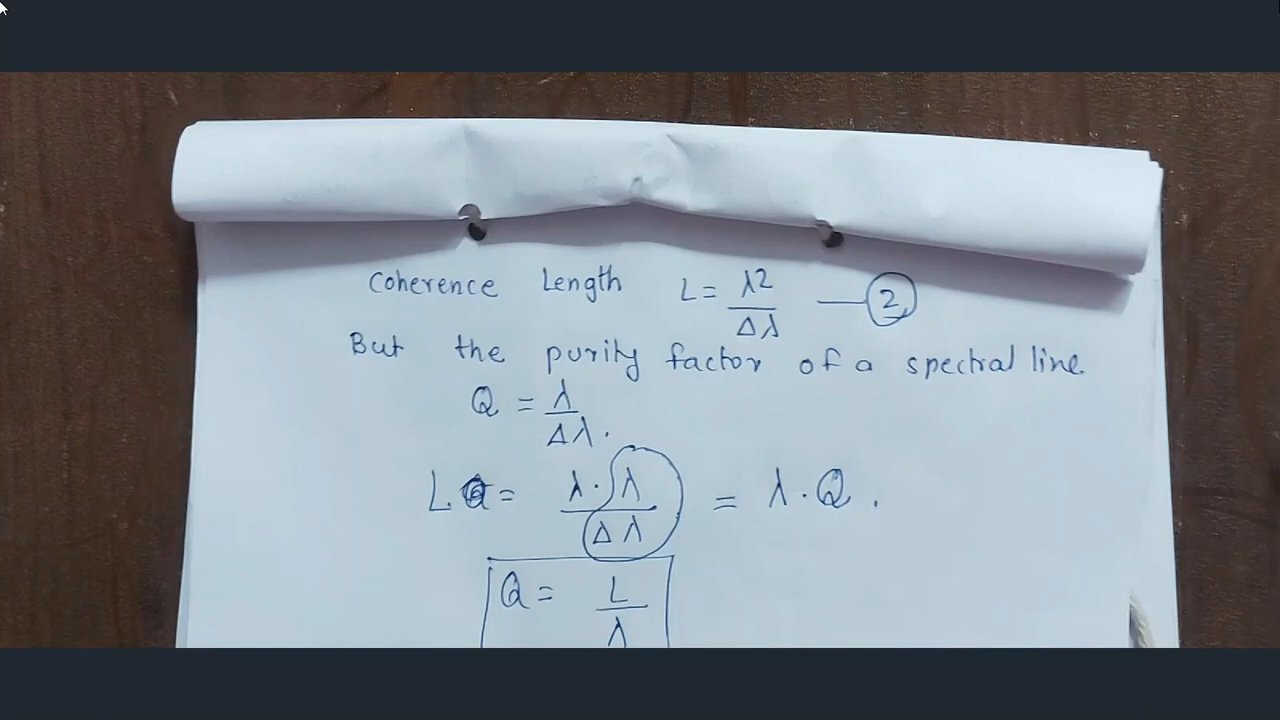 Coherence Length L = λ2/Δλ — 2
But the purity factor of a spectral line
Q = λ/Δλ.
L = λ·λ/Δλ = λ·Q.
Q = L/λ